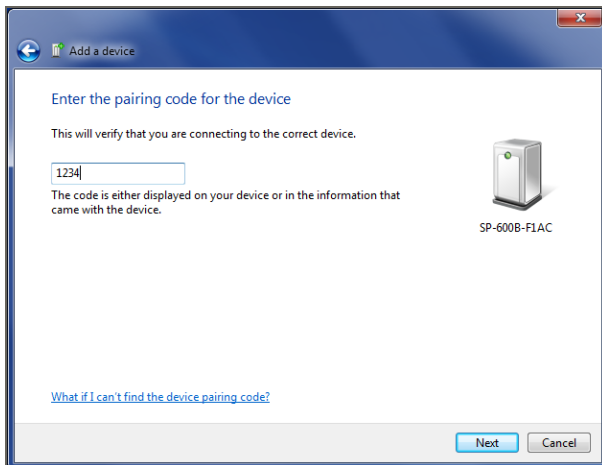 Add a device
Enter the pairing code for the device
This will verify that you are connecting to the correct device.
1234
The code is either displayed on your device or in the information that
came with the device.
SP-600B-F1AC
What if I can't find the device pairing code?
Next
Cancel